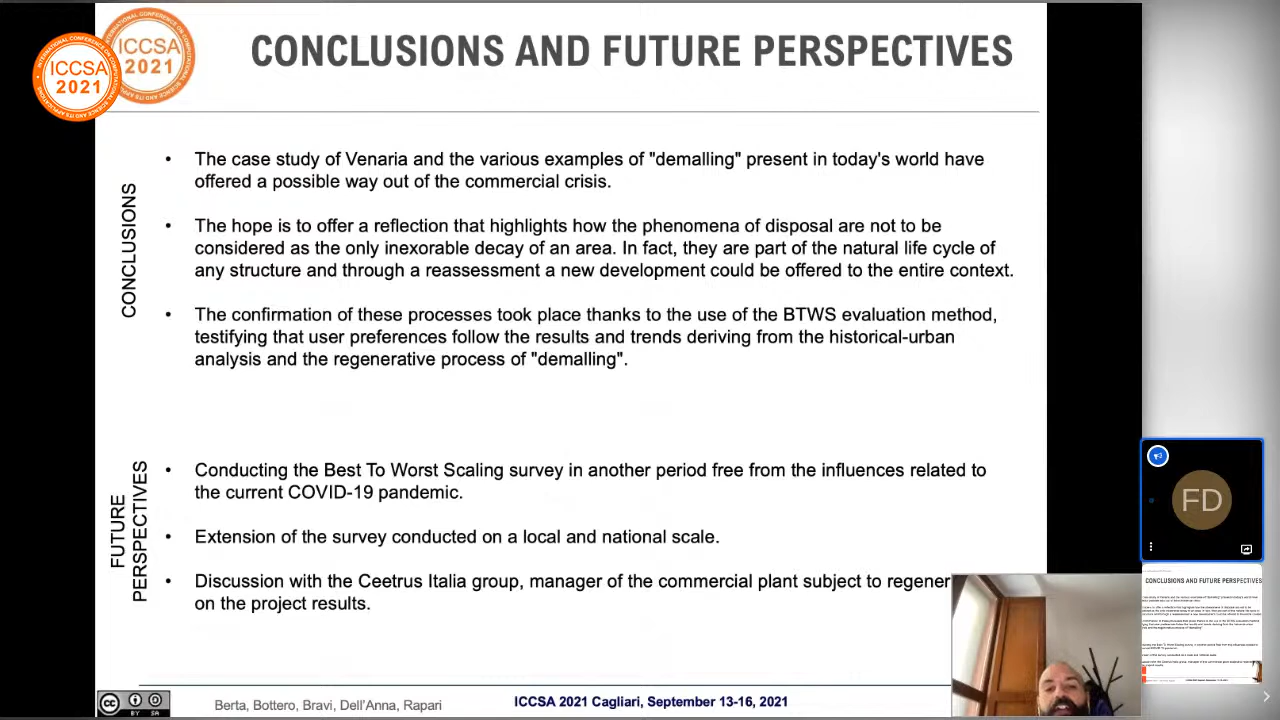 ICCSA
2021
ICCSA
2021
CONCLUSIONS AND FUTURE PERSPECTIVES
CONCLUSIONS
• The case study of Venaria and the various examples of "demalling" present in today's world have
offered a possible way out of the commercial crisis.
• The hope is to offer a reflection that highlights how the phenomena of disposal are not to be
considered as the only inexorable decay of an area. In fact, they are part of the natural life cycle of
any structure and through a reassessment a new development could be offered to the entire context.
• The confirmation of these processes took place thanks to the use of the BTWS evaluation method,
testifying that user preferences follow the results and trends deriving from the historical-urban
analysis and the regenerative process of "demalling".
FUTURE
PERSPECTIVES
• Conducting the Best To Worst Scaling survey in another period free from the influences related to
the current COVID-19 pandemic.
• Extension of the survey conducted on a local and national scale.
• Discussion with the Ceetrus Italia group, manager of the commercial plant subject to regener
on the project results.
cc BY SA
Berta, Bottero, Bravi, Dell'Anna, Rapari
ICCSA 2021 Cagliari, September 13-16, 2021
FD
CONCLUSIONS AND FUTURE PERSPECTIVES